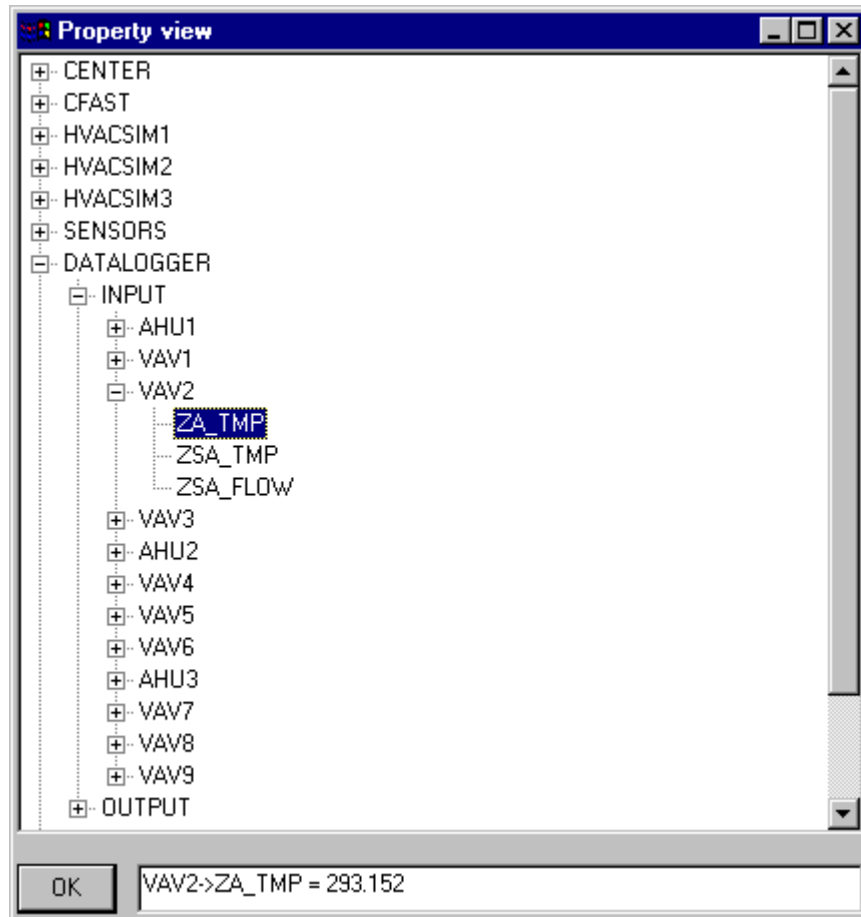 Property view
CENTER
CFAST
HVACSIM1
HVACSIM2
HVACSIM3
SENSORS
DATALOGGER
INPUT
AHU1
VAV1
VAV2
ZA_TMP
ZSA_TMP
ZSA_FLOW
VAV3
AHU2
VAV4
VAV5
VAV6
AHU3
VAV7
VAV8
VAV9
OUTPUT
OK VAV2->ZA_TMP = 293.152